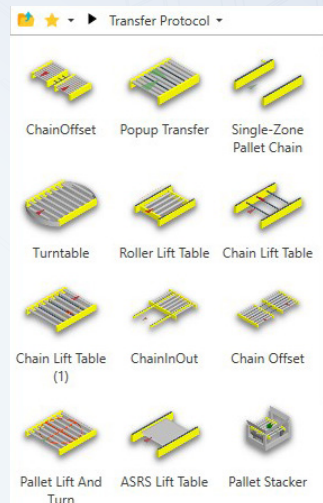 Transfer Protocol
ChainOffset Popup Transfer Single-Zone
Pallet Chain
Turntable Roller Lift Table Chain Lift Table
Chain Lift Table ChainInOut Chain Offset
(1)
Pallet Lift And ASRS Lift Table Pallet Stacker
Turn